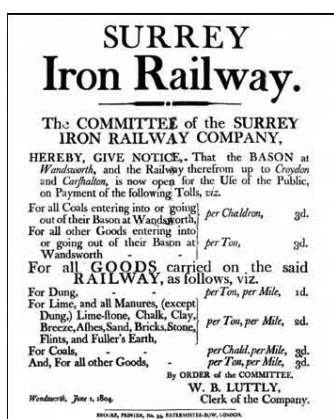 SURREY
Iron Railway.
The COMMITTEE of the SURREY
IRON RAILWAY COMPANY,
HEREBY, GIVE NOTICE,. That the BASON at
Wandsworth, and the Railway therefrom up to Croydon
and Carshalton, is now open for the Use of the Public,
on Payment of the following Tolls, viz.
For all Coals entering into or going out of their Bason at Wandsworth, per Chaldron, 3d.
For all other Goods entering into or going out of their Bason at Wandsworth - - per Ton, 3d.
For all GOODS carried on the said
RAILWAY, as follows, viz.
For Dung, - - per Ton, per Mile, 1d.
For Lime, and all Manures, (except Dung,) Lime-stone, Chalk, Clay, Breeze, Ashes, Sand, Bricks, Stone, Flints, and Fuller's Earth, per Ton, per Mile, 2d.
For Coals, - - per Chald. per Mile, 3d.
And, For all other Goods, - per Ton, per Mile, 3d.
By ORDER of the COMMITTEE,
W. B. LUTTLY,
Wandsworth, June 1, 1804. Clerk of the Company.
BROOKE, PRINTER, No. 35, PATERNOSTER-ROW, LONDON.